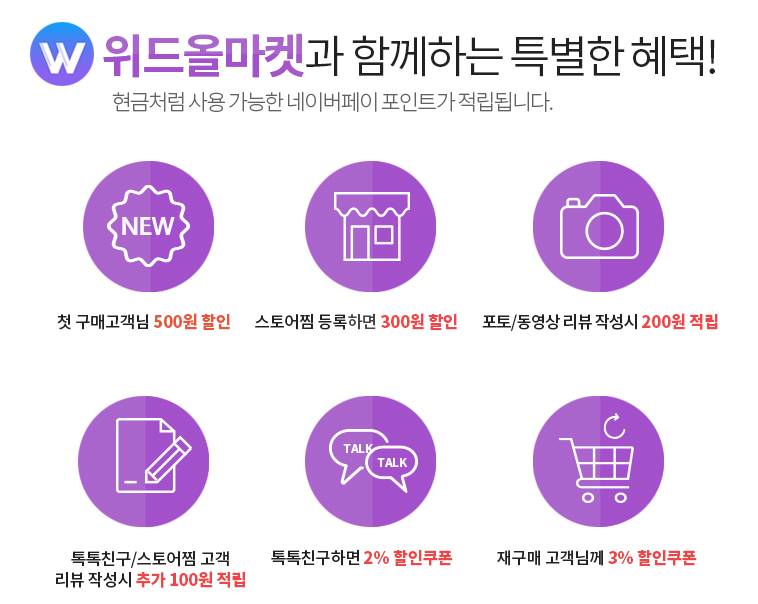 W 위드올마켓과 함께하는 특별한 혜택!
현금처럼 사용 가능한 네이버페이 포인트가 적립됩니다.
NEW
첫 구매고객님 500원 할인
스토어찜 등록하면 300원 할인
포토/동영상 리뷰 작성시 200원 적립
TALK
TALK
톡톡친구/스토어찜 고객
리뷰 작성시 추가 100원 적립
톡톡친구하면 2% 할인쿠폰
재구매 고객님께 3% 할인쿠폰